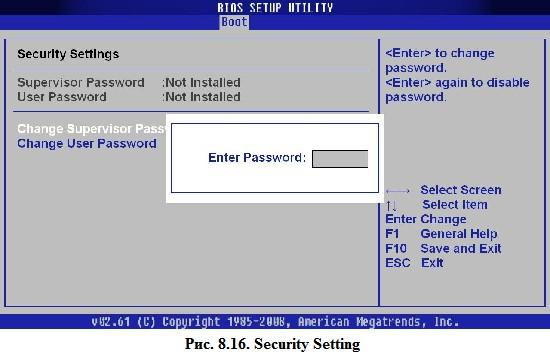 BIOS SETUP UTILITY
Boot
Security Settings
Supervisor Password :Not Installed
User Password :Not Installed
Change Supervisor Passw
Change User Password
Enter Password:
<Enter> to change
password.
<Enter> again to disable
password.
←→ Select Screen
↑↓ Select Item
Enter Change
F1 General Help
F10 Save and Exit
ESC Exit
v02.61 (C) Copyright 1985-2008, American Megatrends, Inc.
Рис. 8.16. Security Setting